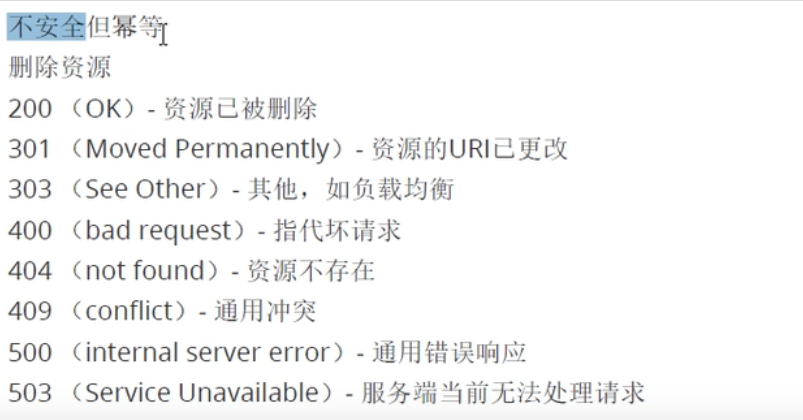 不安全但幂等
删除资源
200 （OK）- 资源已被删除
301 （Moved Permanently）- 资源的URI已更改
303 （See Other）- 其他，如负载均衡
400 （bad request）- 指代坏请求
404 （not found）- 资源不存在
409 （conflict）- 通用冲突
500 （internal server error）- 通用错误响应
503 （Service Unavailable）- 服务端当前无法处理请求